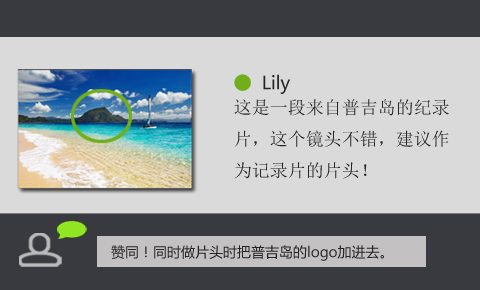 Lily
这是一段来自普吉岛的纪录
片，这个镜头不错，建议作
为记录片的片头！
赞同！同时做片头时把普吉岛的logo加进去。